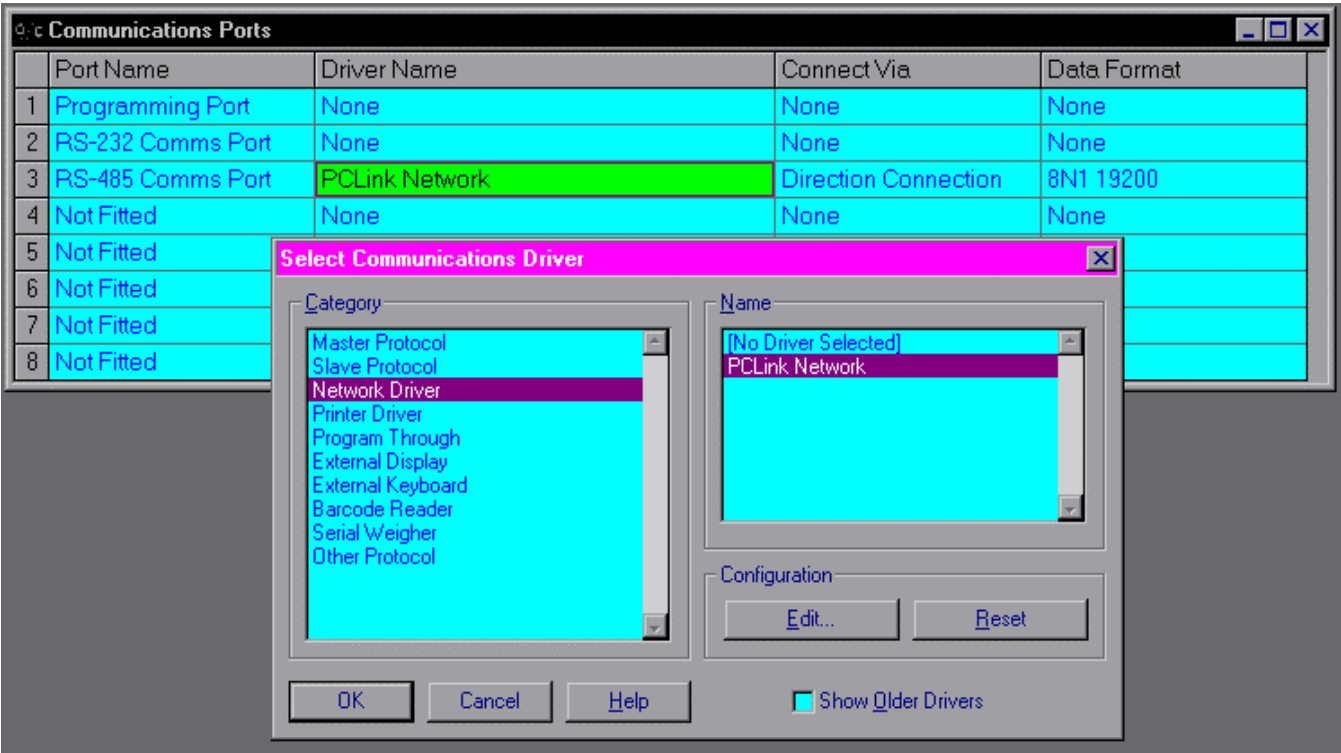 Communications Ports
Port Name Driver Name Connect Via Data Format
1 Programming Port None None None
2 RS-232 Comms Port None None None
3 RS-485 Comms Port PCLink Network Direction Connection 8N1 19200
4 Not Fitted None None None
5 Not Fitted
6 Not Fitted
7 Not Fitted
8 Not Fitted
Select Communications Driver
Category
Master Protocol
Slave Protocol
Network Driver
Printer Driver
Program Through
External Display
External Keyboard
Barcode Reader
Serial Weigher
Other Protocol
Name
[No Driver Selected]
PCLink Network
Configuration
Edit... Reset
OK Cancel Help Show Older Drivers